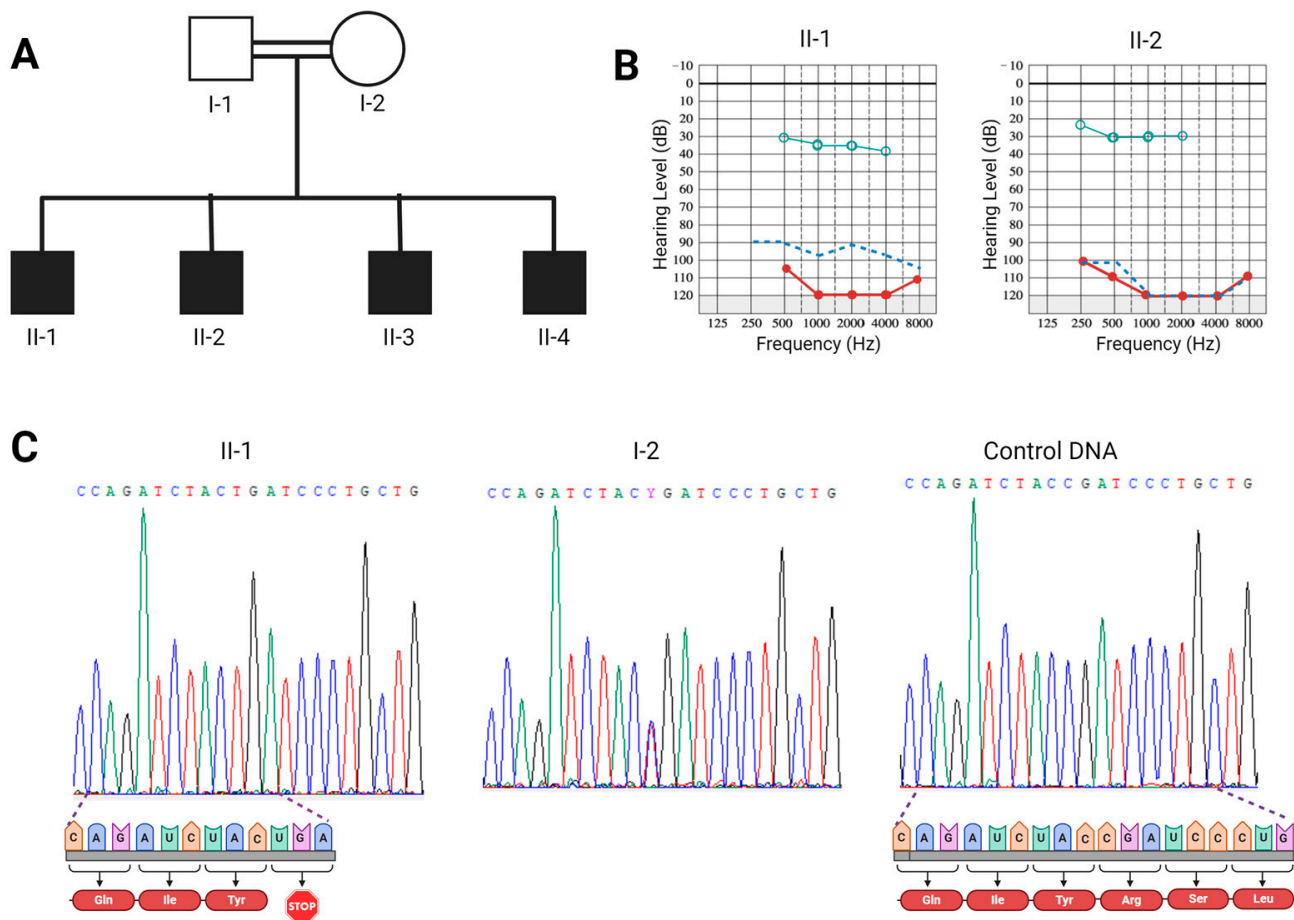 A
I-1
I-2
II-1
II-2
II-3
II-4
B
II-1
II-2
Hearing Level (dB)
-10
0
10
20
30
40
50
60
70
80
90
100
110
120
125 250 500 1000 2000 4000 8000
Frequency (Hz)
Hearing Level (dB)
-10
0
10
20
30
40
50
60
70
80
90
100
110
120
125 250 500 1000 2000 4000 8000
Frequency (Hz)
C
II-1
C C A G A T C T A C T G A T C C C T G C T G
C A G A U C U A C U G A
Gln Ile Tyr STOP
I-2
C C A G A T C T A C Y G A T C C C T G C T G
Control DNA
C C A G A T C T A C C G A T C C C T G C T G
C A G A U C U A C C G A U C C C U G
Gln Ile Tyr Arg Ser Leu